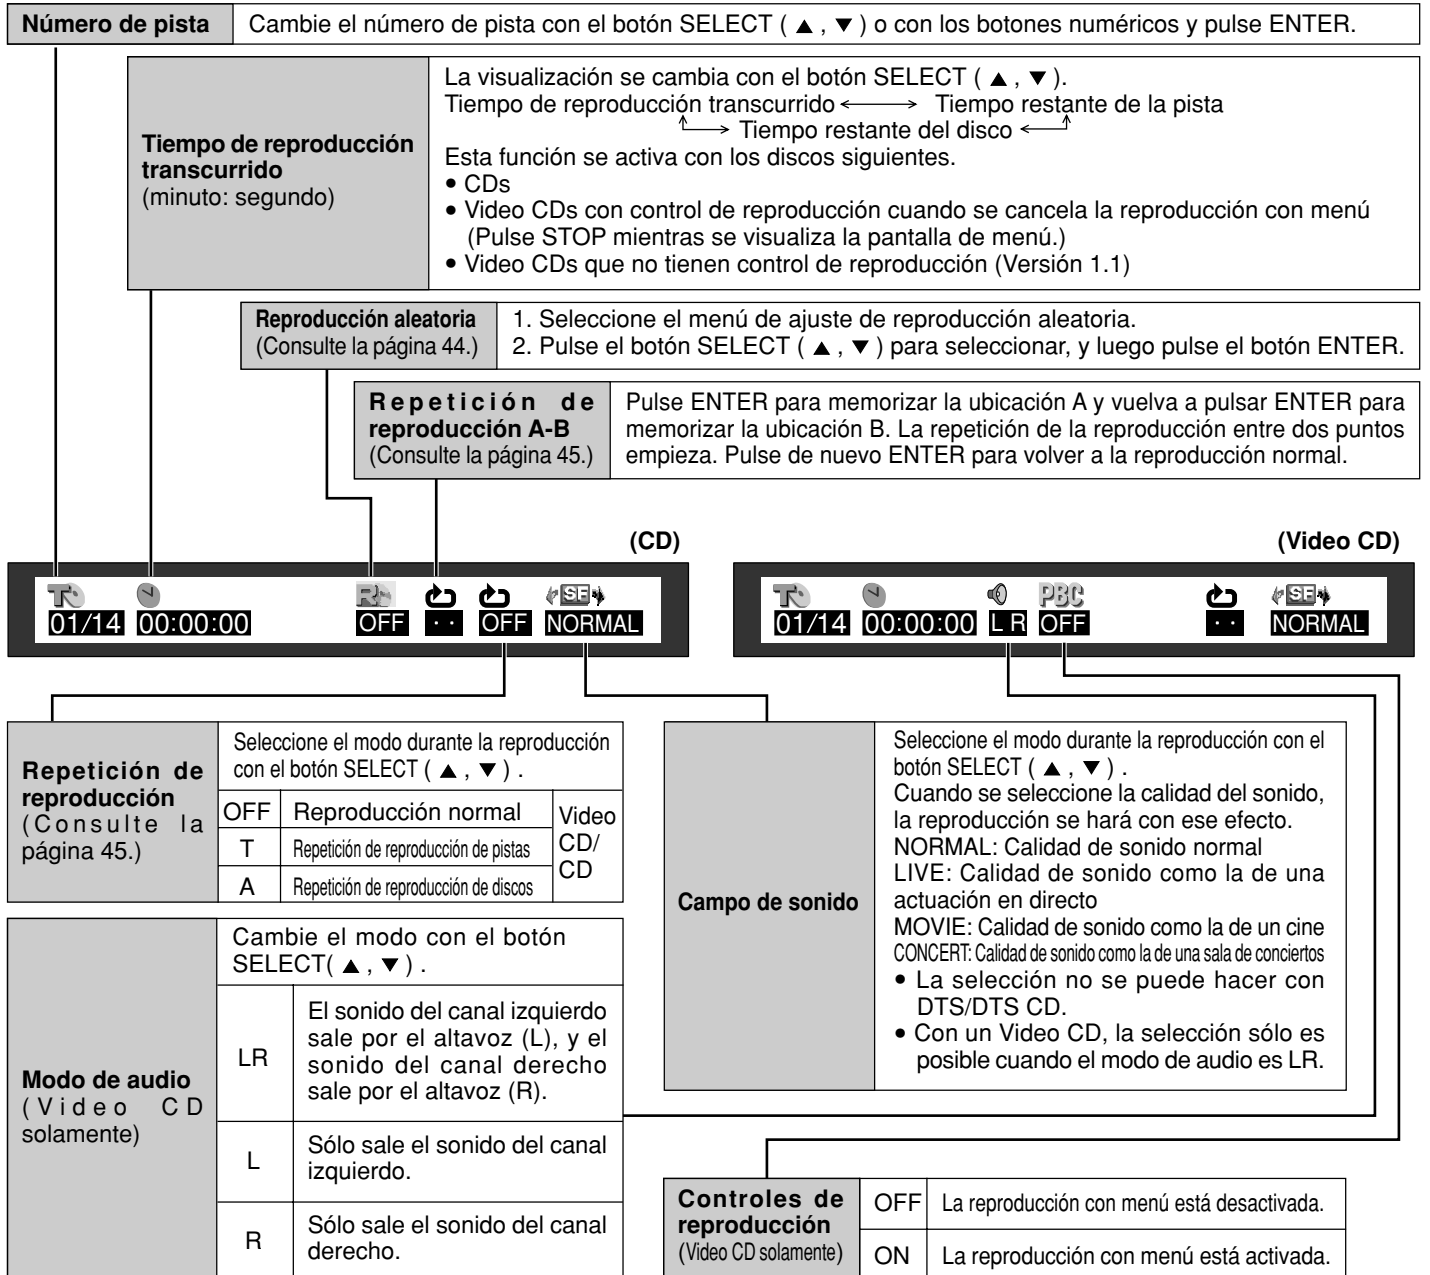 Número de pista
Cambie el número de pista con el botón SELECT ( ▲ , ▼ ) o con los botones numéricos y pulse ENTER.
Tiempo de reproducción
transcurrido
(minuto: segundo)
La visualización se cambia con el botón SELECT ( ▲ , ▼ ).
Tiempo de reproducción transcurrido ⟷ Tiempo restante de la pista
Tiempo restante del disco
Esta función se activa con los discos siguientes.
• CDs
• Video CDs con control de reproducción cuando se cancela la reproducción con menú
(Pulse STOP mientras se visualiza la pantalla de menú.)
• Video CDs que no tienen control de reproducción (Versión 1.1)
Reproducción aleatoria
(Consulte la página 44.)
1. Seleccione el menú de ajuste de reproducción aleatoria.
2. Pulse el botón SELECT ( ▲ , ▼ ) para seleccionar, y luego pulse el botón ENTER.
Repetición de
reproducción A-B
(Consulte la página 45.)
Pulse ENTER para memorizar la ubicación A y vuelva a pulsar ENTER para
memorizar la ubicación B. La repetición de la reproducción entre dos puntos
empieza. Pulse de nuevo ENTER para volver a la reproducción normal.
(CD)
T R SF
01/14 00:00:00 OFF · · OFF NORMAL
(Video CD)
T PBC SF
01/14 00:00:00 L R OFF · · NORMAL
Repetición de
reproducción
(Consulte la
página 45.)
Seleccione el modo durante la reproducción
con el botón SELECT ( ▲ , ▼ ) .
OFF Reproducción normal
T Repetición de reproducción de pistas
A Repetición de reproducción de discos
Video
CD/
CD
Modo de audio
(Video CD
solamente)
Cambie el modo con el botón
SELECT( ▲ , ▼ ) .
LR
El sonido del canal izquierdo
sale por el altavoz (L), y el
sonido del canal derecho
sale por el altavoz (R).
L
Sólo sale el sonido del canal
izquierdo.
R
Sólo sale el sonido del canal
derecho.
Campo de sonido
Seleccione el modo durante la reproducción con el
botón SELECT ( ▲ , ▼ ) .
Cuando se seleccione la calidad del sonido,
la reproducción se hará con ese efecto.
NORMAL: Calidad de sonido normal
LIVE: Calidad de sonido como la de una
actuación en directo
MOVIE: Calidad de sonido como la de un cine
CONCERT: Calidad de sonido como la de una sala de conciertos
• La selección no se puede hacer con
DTS/DTS CD.
• Con un Video CD, la selección sólo es
posible cuando el modo de audio es LR.
Controles de
reproducción
(Video CD solamente)
OFF La reproducción con menú está desactivada.
ON La reproducción con menú está activada.